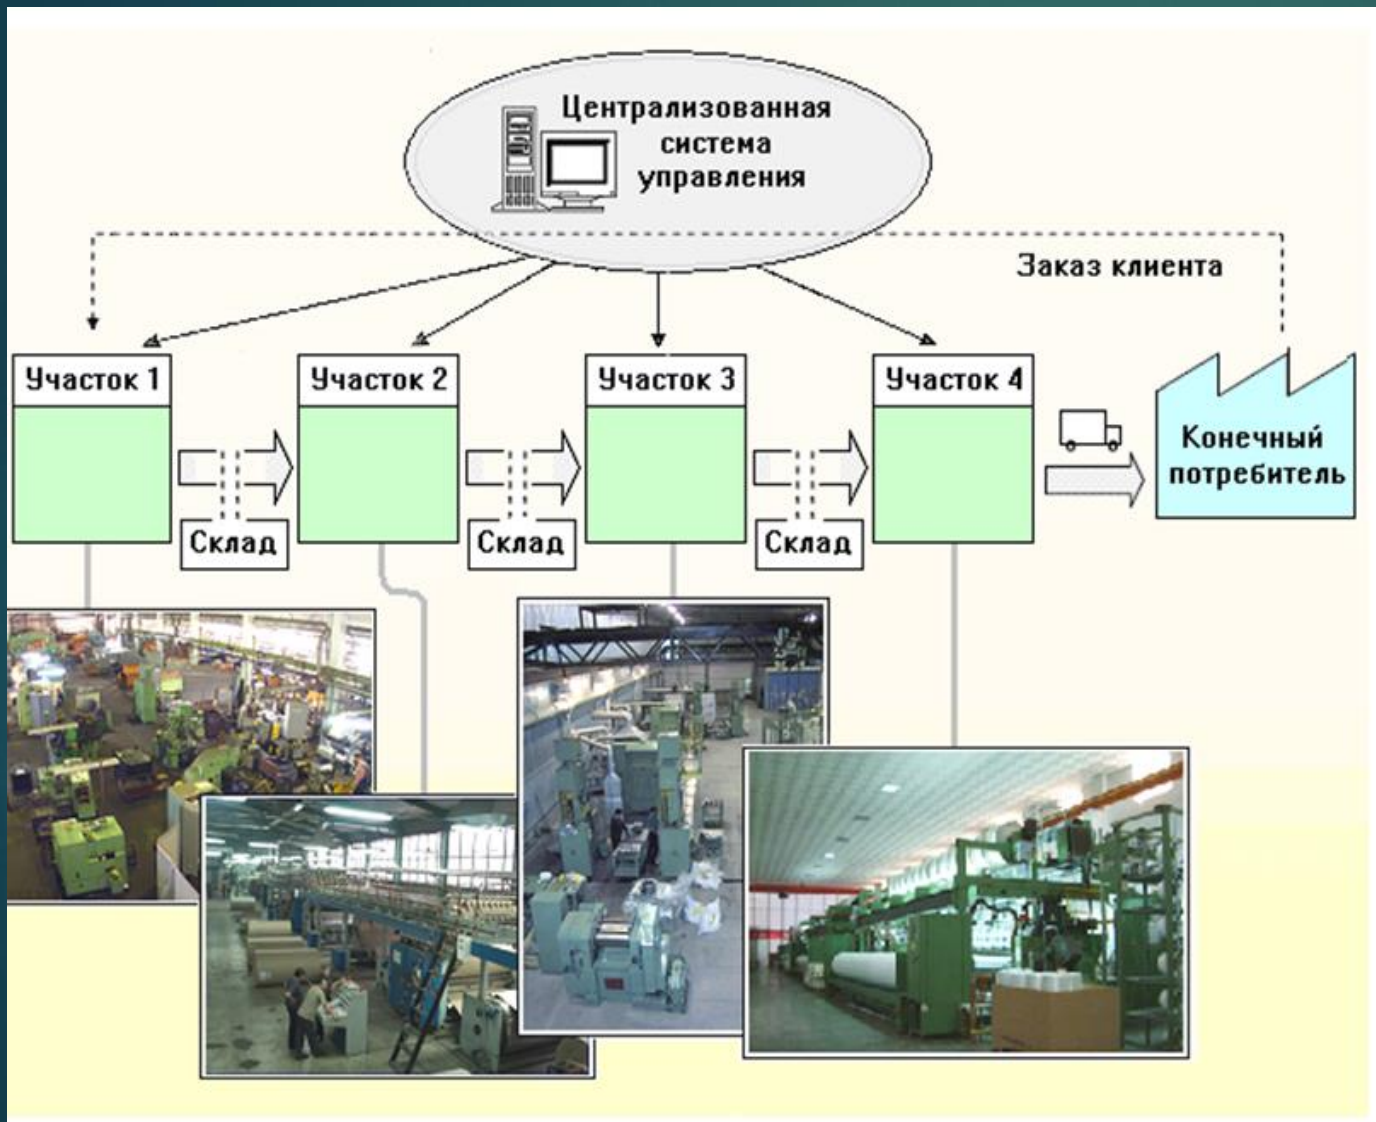 Централизованная
система
управления
Заказ клиента
Участок 1
Участок 2
Участок 3
Участок 4
Конечный
потребитель
Склад
Склад
Склад